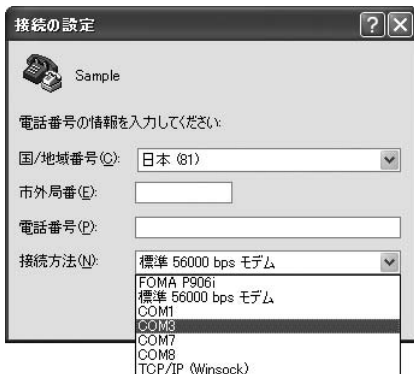 接続の設定
Sample
電話番号の情報を入力してください:
国/地域番号(C): 日本 (81)
市外局番(E):
電話番号(P):
接続方法(N): 標準 56000 bps モデム
FOMA P906i
標準 56000 bps モデム
COM1
COM3
COM7
COM8
TCP/IP (Winsock)